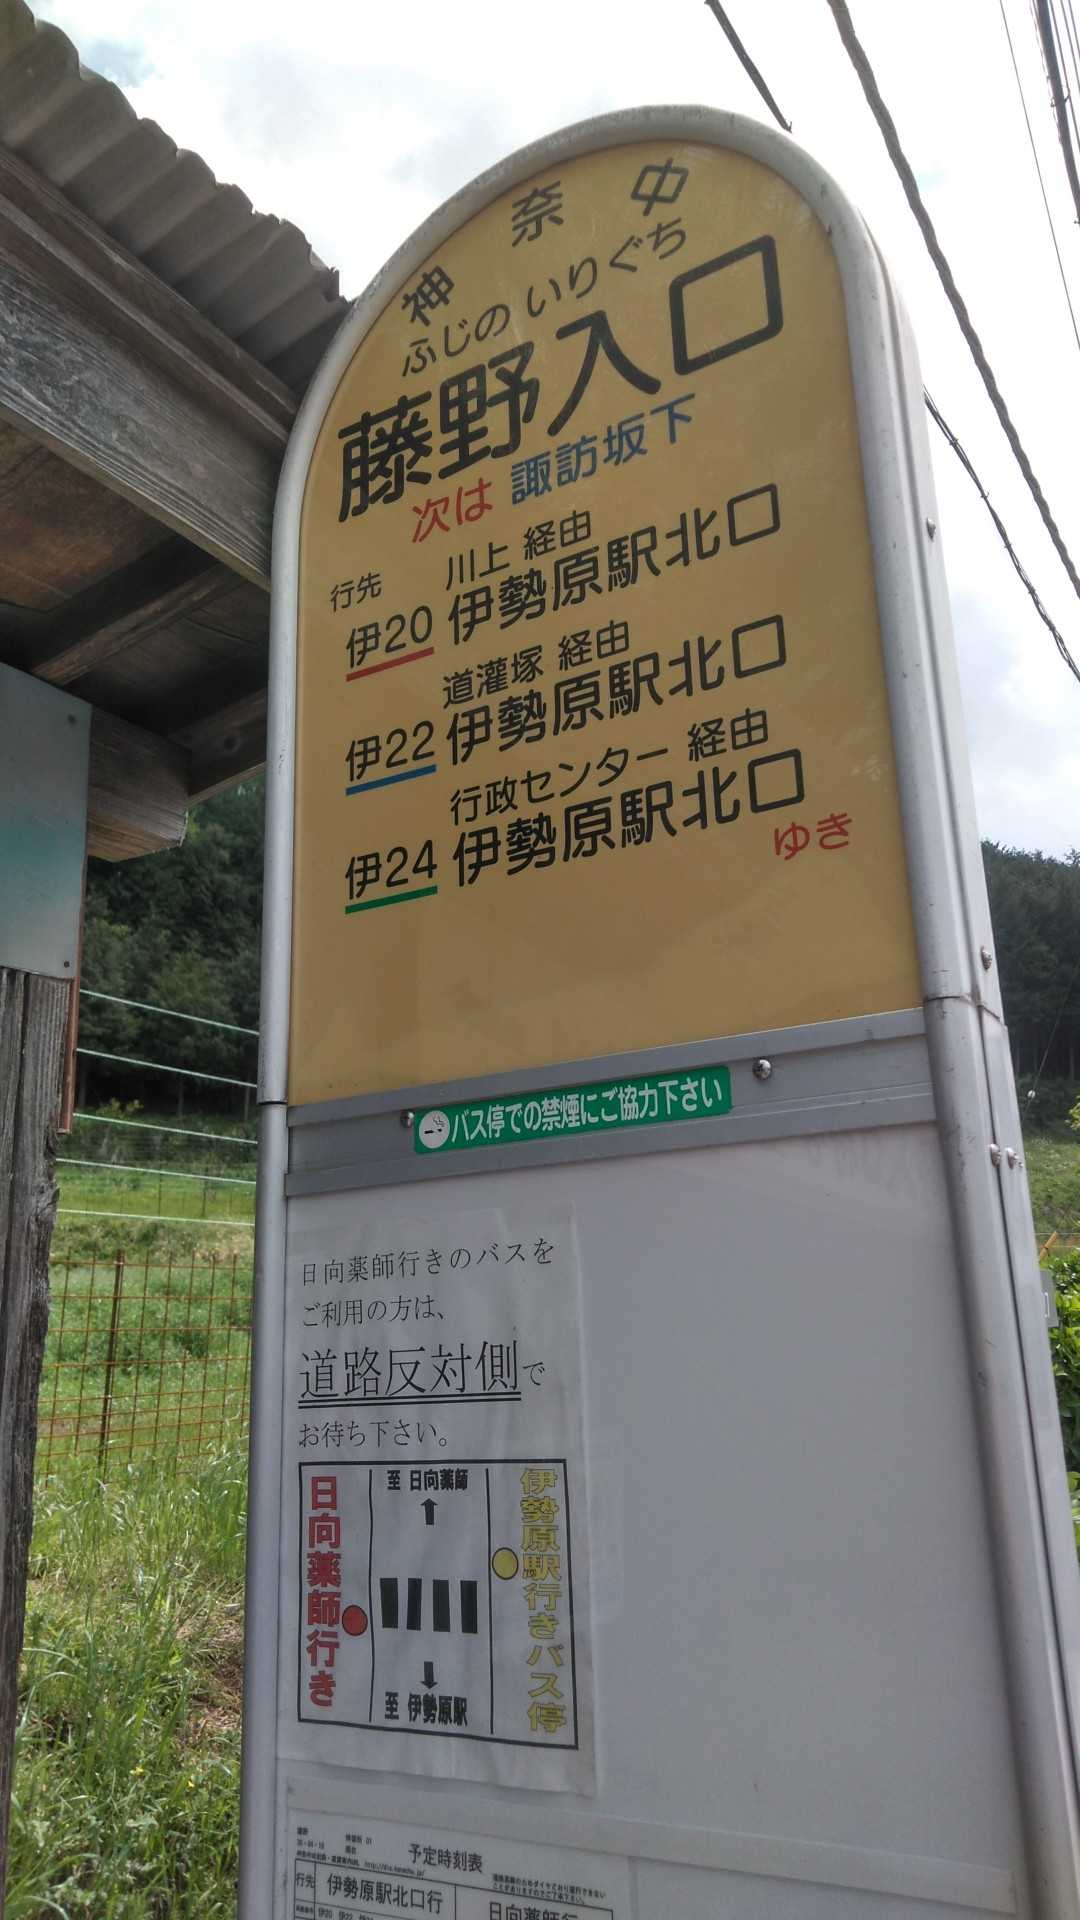 神奈中
ふじのいりぐち
藤野入口
次は 諏訪坂下
行先
川上 経由
伊20 伊勢原駅北口
道灌塚 経由
伊22 伊勢原駅北口
行政センター 経由
伊24 伊勢原駅北口
ゆき
バス停での禁煙にご協力下さい
日向薬師行きのバスを
ご利用の方は、
道路反対側で
お待ち下さい。
至 日向薬師
日向薬師行き
伊勢原駅行きバス停
至 伊勢原駅
予定時刻表
行先 伊勢原駅北口行
日向薬師行
伊20 伊22